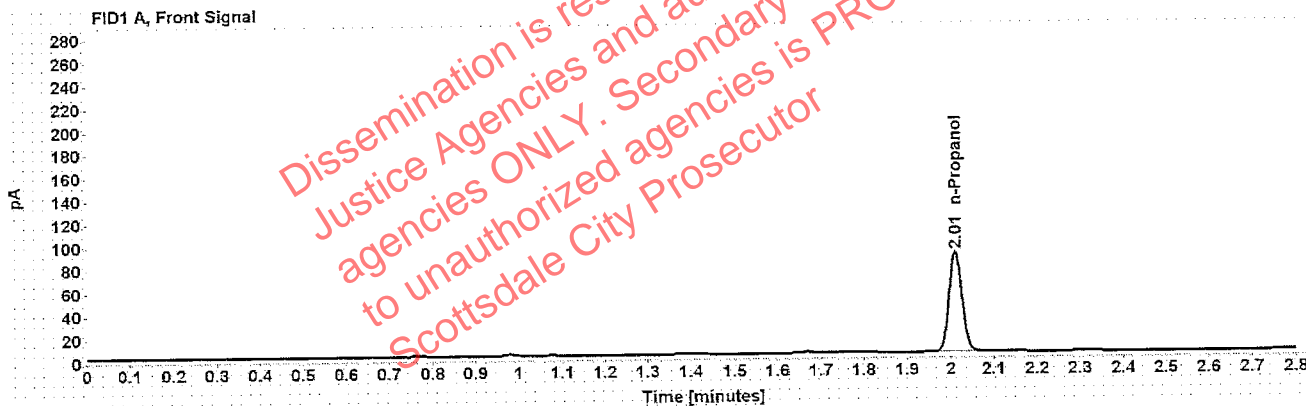 FID1 A, Front Signal
280
260
240
220
200
180
160
140
120
100
80
60
40
20
0
pA
2.01 n-Propanol
0 0.1 0.2 0.3 0.4 0.5 0.6 0.7 0.8 0.9 1 1.1 1.2 1.3 1.4 1.5 1.6 1.7 1.8 1.9 2 2.1 2.2 2.3 2.4 2.5 2.6 2.7 2.8
Time [minutes]
Dissemination is
Justice Agencies and
agencies ONLY. Secondary
to unauthorized agencies is
Scottsdale City Prosecutor